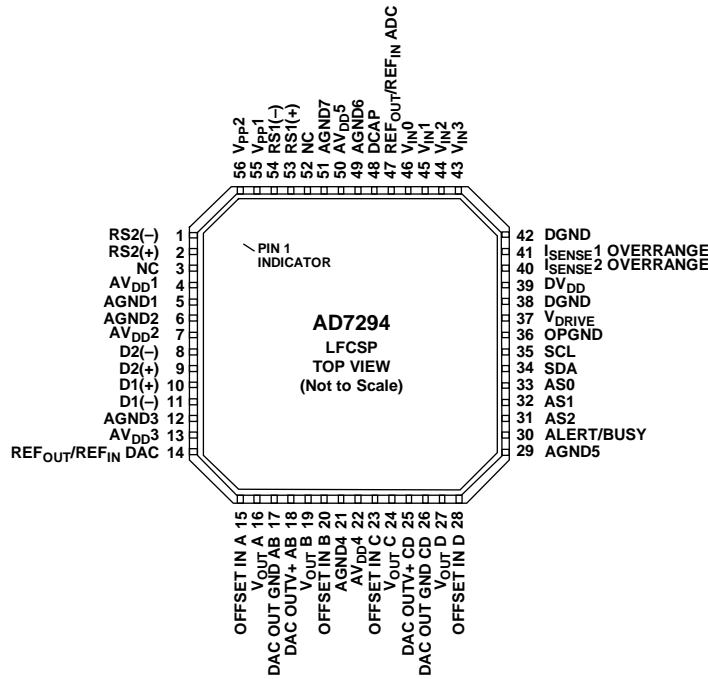 56 VPP2
55 VPP1
54 RS1(–)
53 RS1(+)
52 NC
51 AGND7
50 AVDD5
49 AGND6
48 DCAP
47 REFOUT/REFIN ADC
46 VIN0
45 VIN1
44 VIN2
43 VIN3
RS2(–) 1
RS2(+) 2
NC 3
AVDD1 4
AGND1 5
AGND2 6
AVDD2 7
D2(–) 8
D2(+) 9
D1(+) 10
D1(–) 11
AGND3 12
AVDD3 13
REFOUT/REFIN DAC 14
PIN 1
INDICATOR
AD7294
LFCSP
TOP VIEW
(Not to Scale)
42 DGND
41 ISENSE1 OVERRANGE
40 ISENSE2 OVERRANGE
39 DVDD
38 DGND
37 VDRIVE
36 OPGND
35 SCL
34 SDA
33 AS0
32 AS1
31 AS2
30 ALERT/BUSY
29 AGND5
OFFSET IN A 15
VOUT A 16
DAC OUT GND AB 17
DAC OUTV+ AB 18
VOUT B 19
OFFSET IN B 20
AGND4 21
AVDD4 22
OFFSET IN C 23
VOUT C 24
DAC OUTV+ CD 25
DAC OUT GND CD 26
VOUT D 27
OFFSET IN D 28